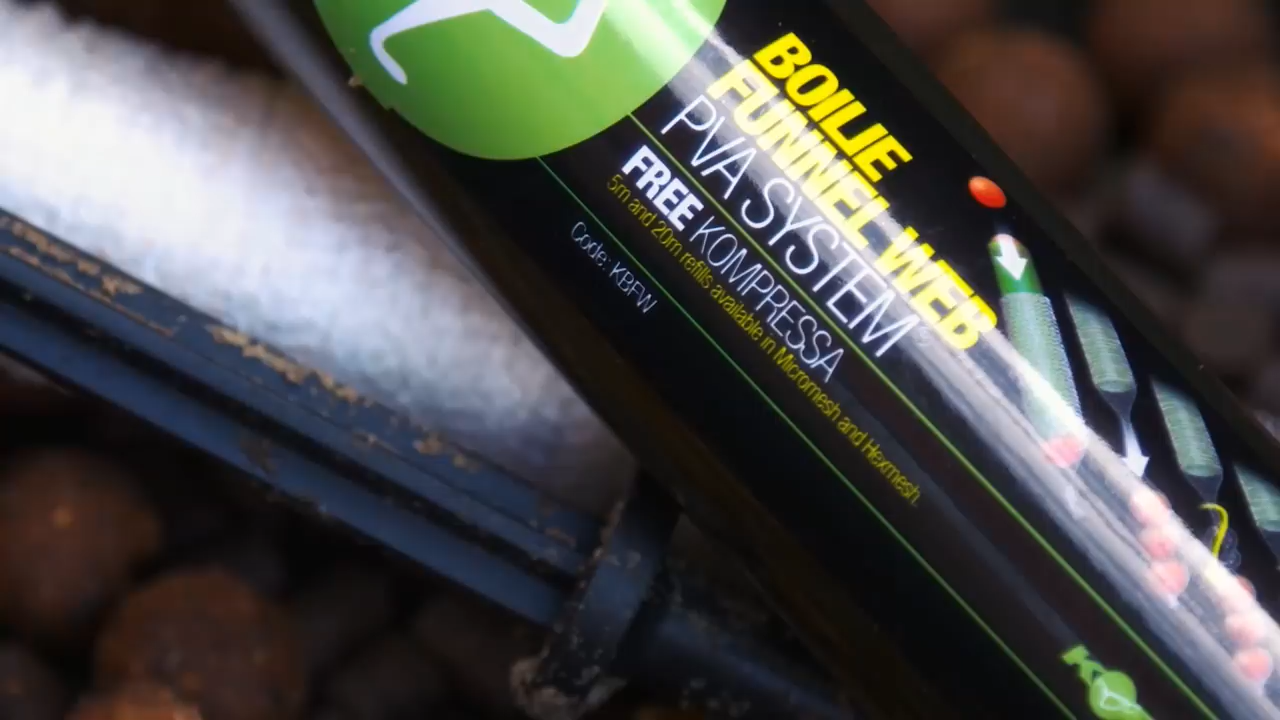 BOILIE
FUNNEL WEB
PVA SYSTEM
FREE KOMPRESSA
5m and 20m refills available in Micromesh and Hexmesh.
Code: KBFW